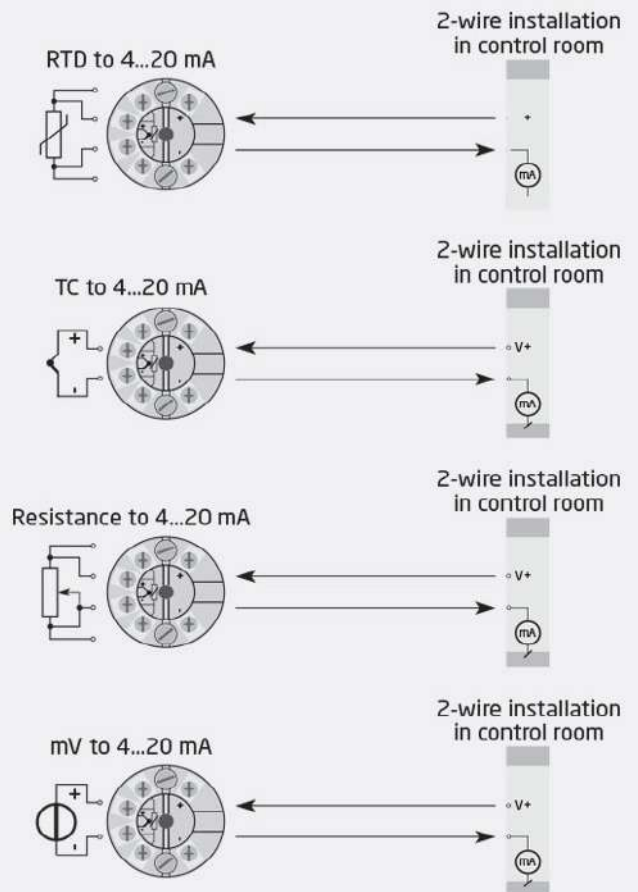 2-wire installation
in control room
RTD to 4...20 mA
+
+
-
mA
2-wire installation
in control room
TC to 4...20 mA
+
-
+
-
V+
mA
2-wire installation
in control room
Resistance to 4...20 mA
+
-
V+
mA
2-wire installation
in control room
mV to 4...20 mA
+
-
+
-
V+
mA